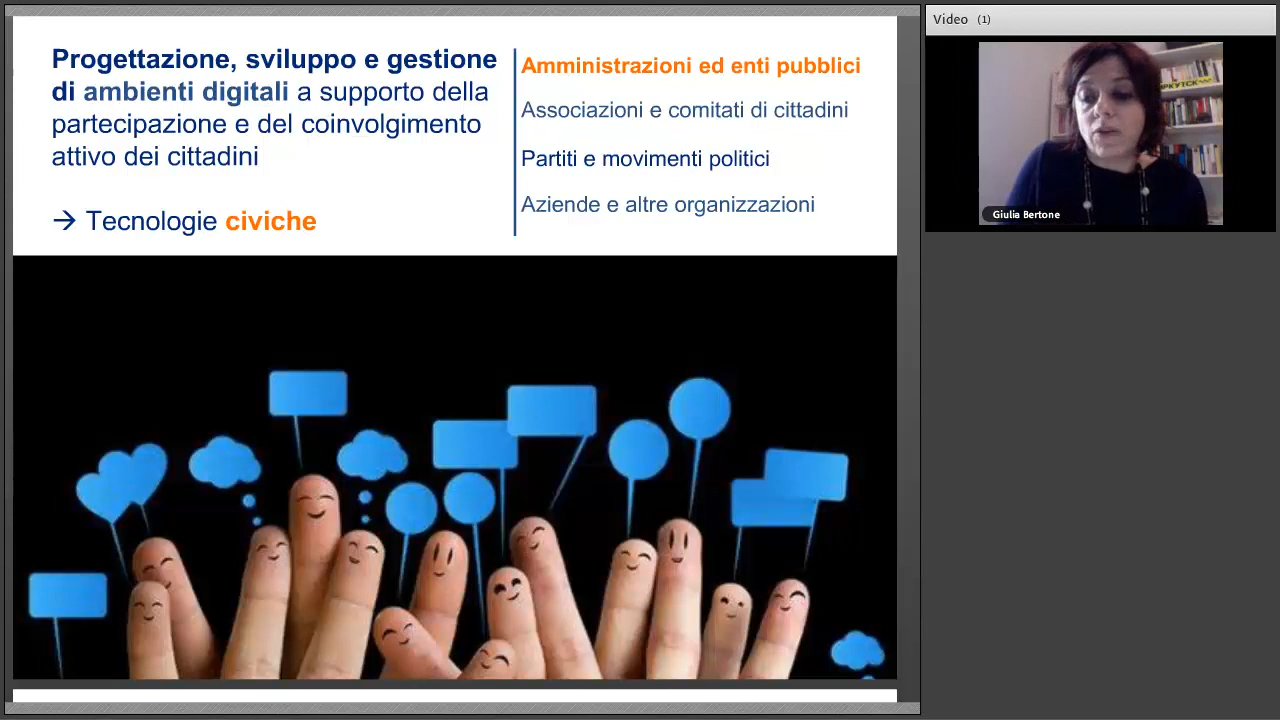 Progettazione, sviluppo e gestione
di ambienti digitali a supporto della
partecipazione e del coinvolgimento
attivo dei cittadini
→ Tecnologie civiche
Amministrazioni ed enti pubblici
Associazioni e comitati di cittadini
Partiti e movimenti politici
Aziende e altre organizzazioni
Video (1)
Giulia Bertone